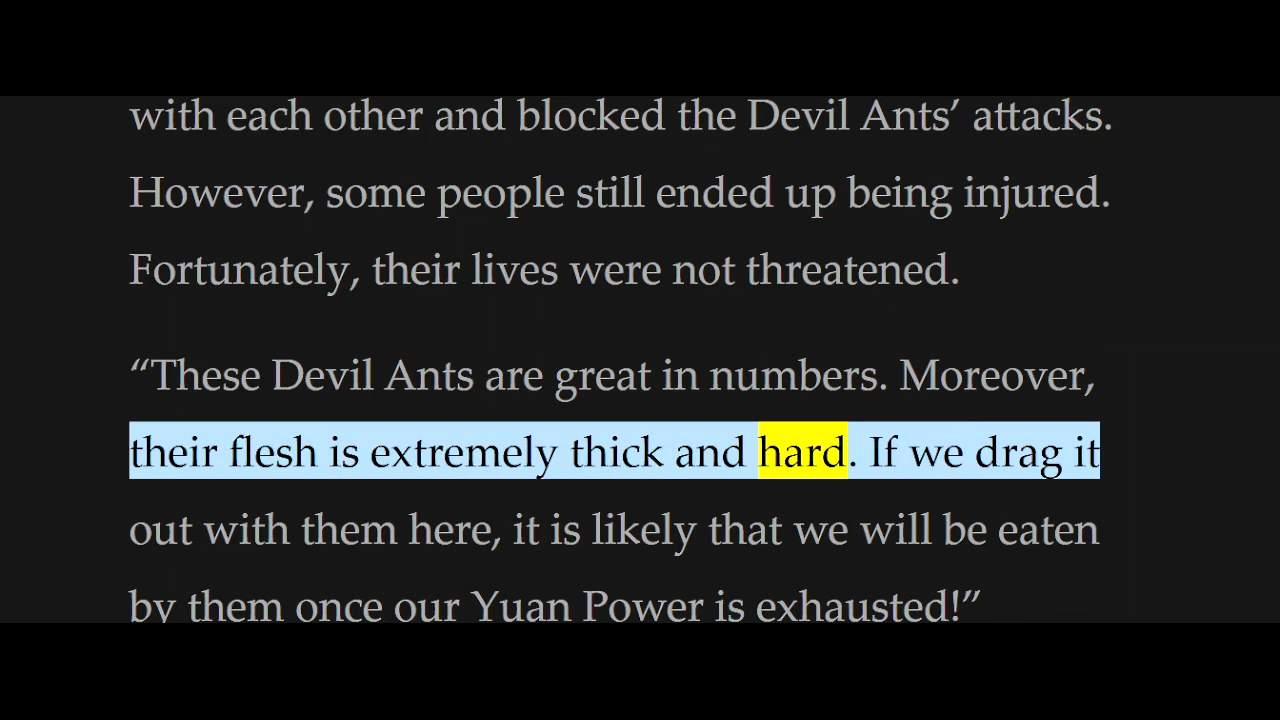 with each other and blocked the Devil Ants’ attacks.
However, some people still ended up being injured.
Fortunately, their lives were not threatened.
“These Devil Ants are great in numbers. Moreover,
their flesh is extremely thick and hard. If we drag it
out with them here, it is likely that we will be eaten
by them once our Yuan Power is exhausted!”